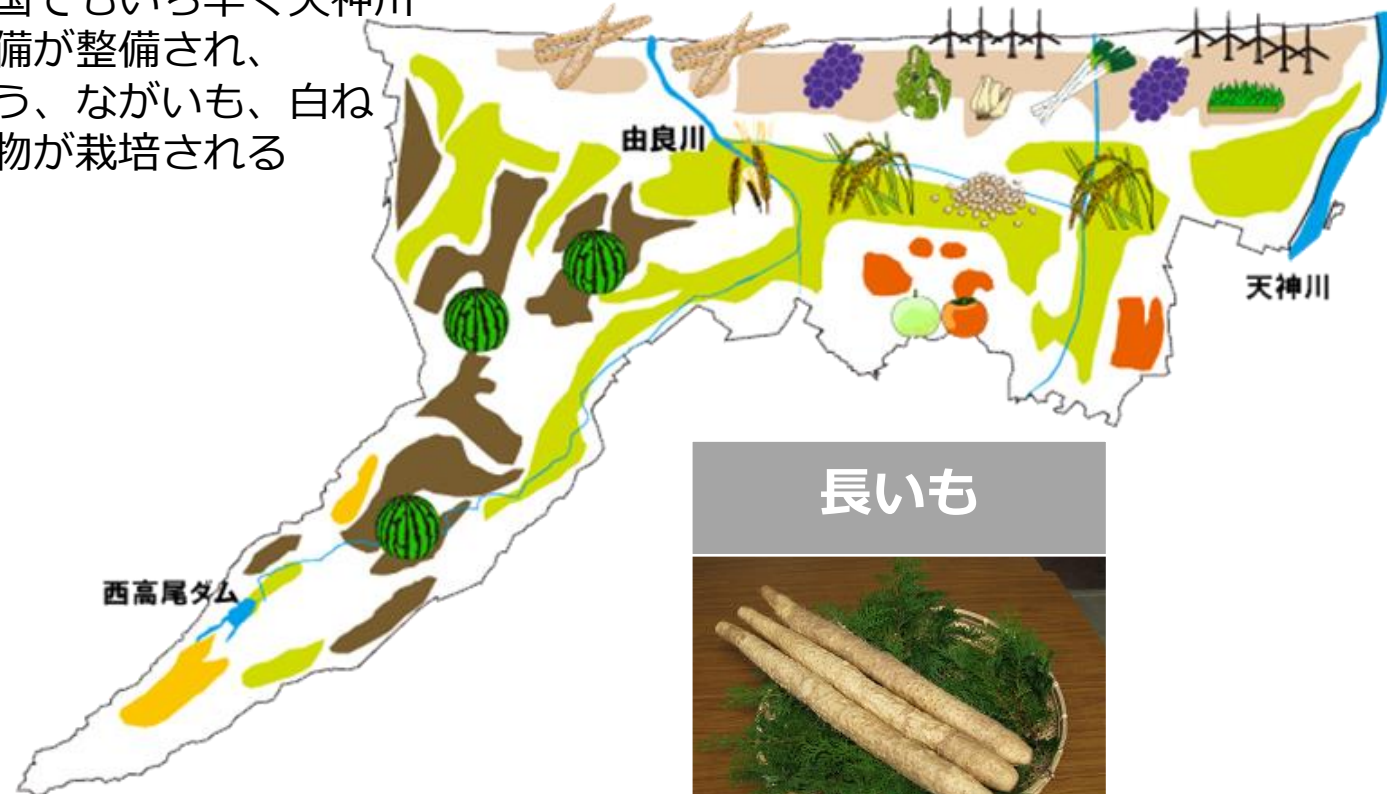 国でもいち早く天神川
備が整備され、
う、ながいも、白ね
物が栽培される
由良川
天神川
長いも
西高尾ダム